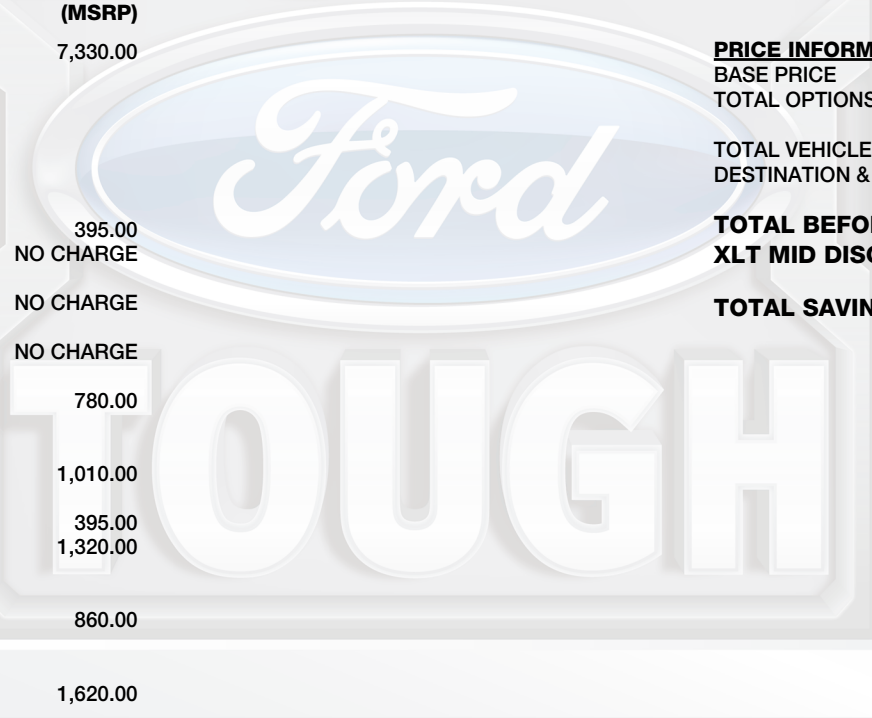 (MSRP)
7,330.00
395.00
NO CHARGE
NO CHARGE
NO CHARGE
780.00
1,010.00
395.00
1,320.00
860.00
1,620.00
PRICE INFORM
BASE PRICE
TOTAL OPTIONS
TOTAL VEHICLE
DESTINATION &
TOTAL BEFO
XLT MID DISC
TOTAL SAVIN
Ford
TOUGH